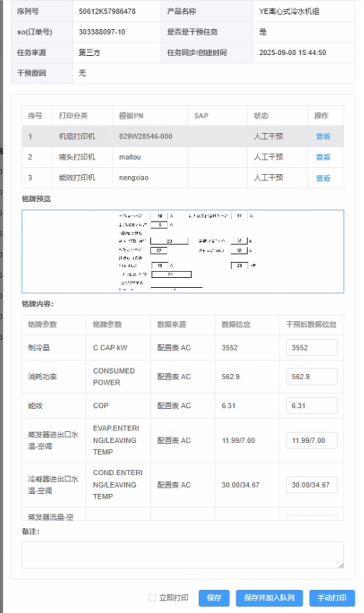 序列号 50612K57986478 产品名称 YE离心式冷水机组
so(订单号) 303388097-10 是否是干预任务 是
任务来源 第三方 任务同步/创建时间 2025-09-08 15:44:50
干预原因 无
序号 打印分类 模板PN SAP 状态 操作
1 机组打印机 029W28546-000 人工干预 查看
2 唛头打印机 maitou 人工干预 查看
3 能效打印机 nengxiao 人工干预 查看
铭牌预览
铭牌内容:
铭牌参数 铭牌参数 数据来源 数据信息 干预后数据信息
制冷量 C CAP kW 配置表 AC 3552 3552
消耗功率 CONSUMED POWER 配置表 AC 562.9 562.9
能效 COP 配置表 AC 6.31 6.31
蒸发器进出口水温-空调 EVAP.ENTERING/LEAVING TEMP 配置表 AC 11.99/7.00 11.99/7.00
冷凝器进出口水温-空调 COND.ENTERING/LEAVING TEMP 配置表 AC 30.00/34.67 30.00/34.67
蒸发器流量-空
备注:
立即打印 保存 保存并加入队列 手动打印